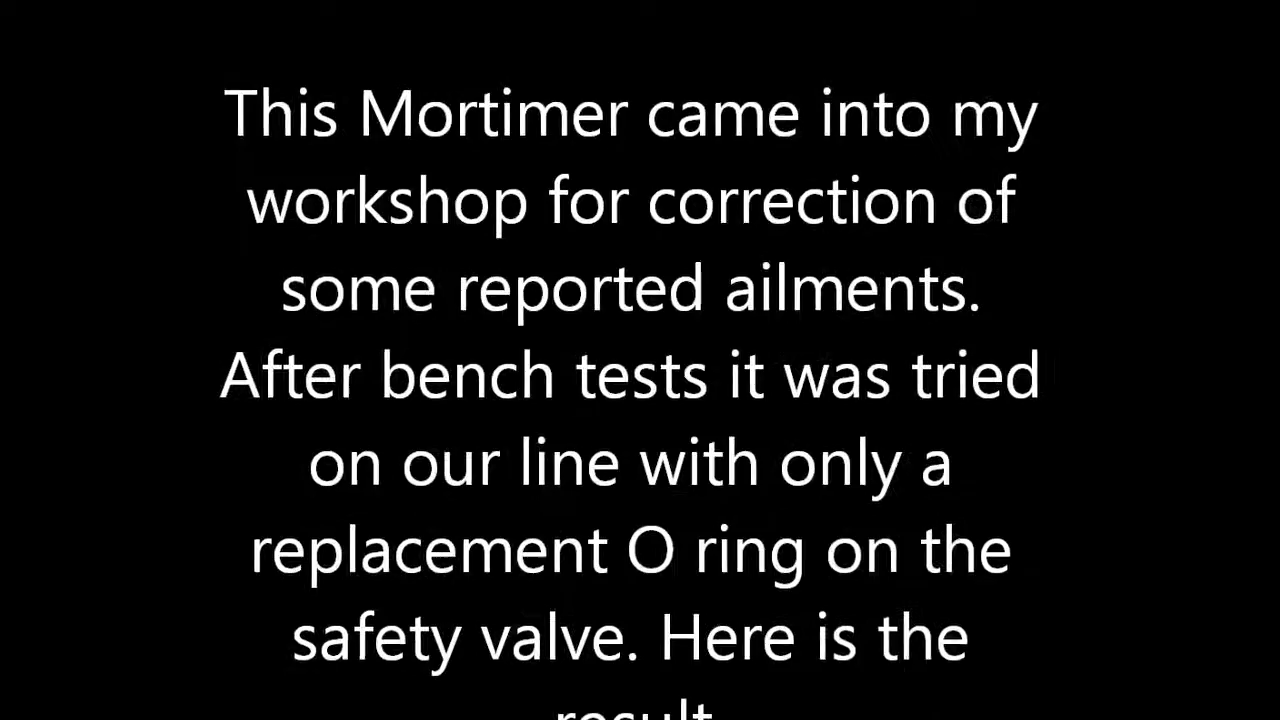 This Mortimer came into my
workshop for correction of
some reported ailments.
After bench tests it was tried
on our line with only a
replacement O ring on the
safety valve. Here is the
result